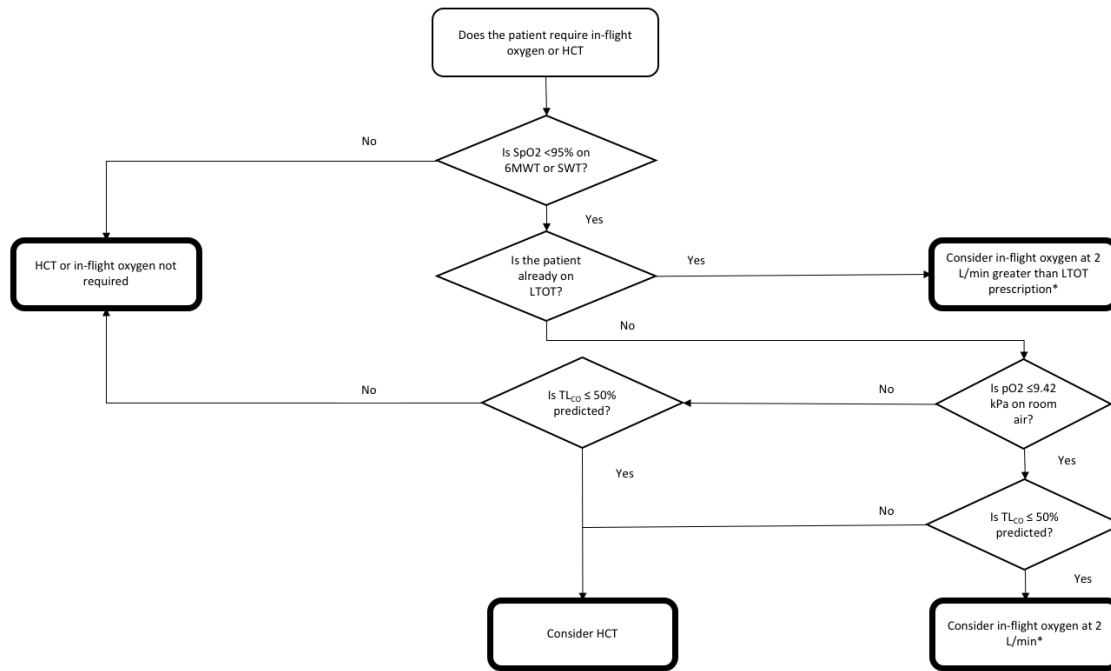 Does the patient require in-flight
oxygen or HCT
No
Is SpO2 <95% on
6MWT or SWT?
Yes
HCT or in-flight oxygen not
required
Is the patient
already on
LTOT?
Yes
Consider in-flight oxygen at 2
L/min greater than LTOT
prescription*
No
No
Is TLCO ≤ 50%
predicted?
No
Is pO2 ≤9.42
kPa on room
air?
Yes
Yes
No
Is TLCO ≤ 50%
predicted?
Yes
Consider HCT
Consider in-flight oxygen at 2
L/min*